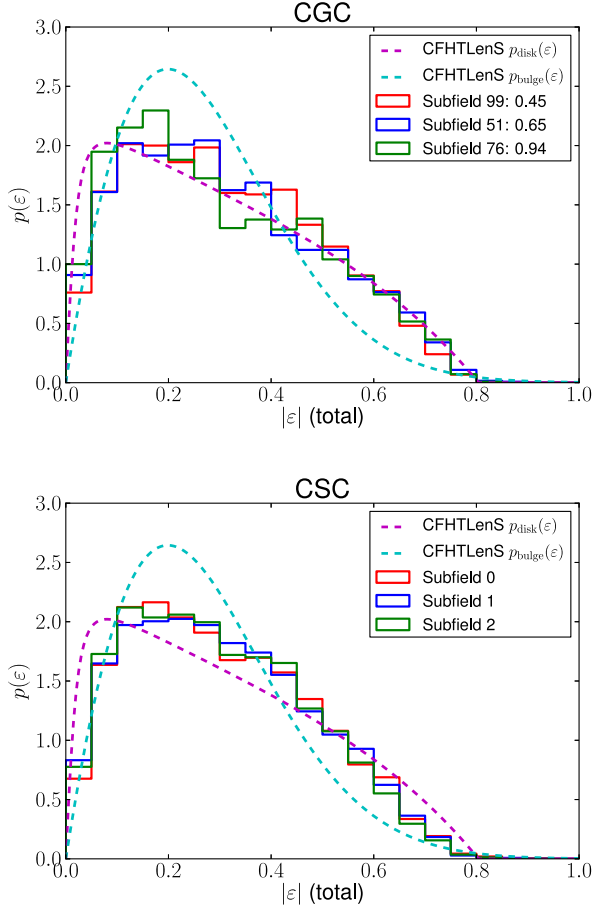 CGC
CFHTLenS p_disk(ε)
CFHTLenS p_bulge(ε)
Subfield 99: 0.45
Subfield 51: 0.65
Subfield 76: 0.94
3.0
2.5
2.0
1.5
1.0
0.5
0.0
p(ε)
0.0 0.2 0.4 0.6 0.8 1.0
|ε| (total)
CSC
CFHTLenS p_disk(ε)
CFHTLenS p_bulge(ε)
Subfield 0
Subfield 1
Subfield 2
3.0
2.5
2.0
1.5
1.0
0.5
0.0
p(ε)
0.0 0.2 0.4 0.6 0.8 1.0
|ε| (total)